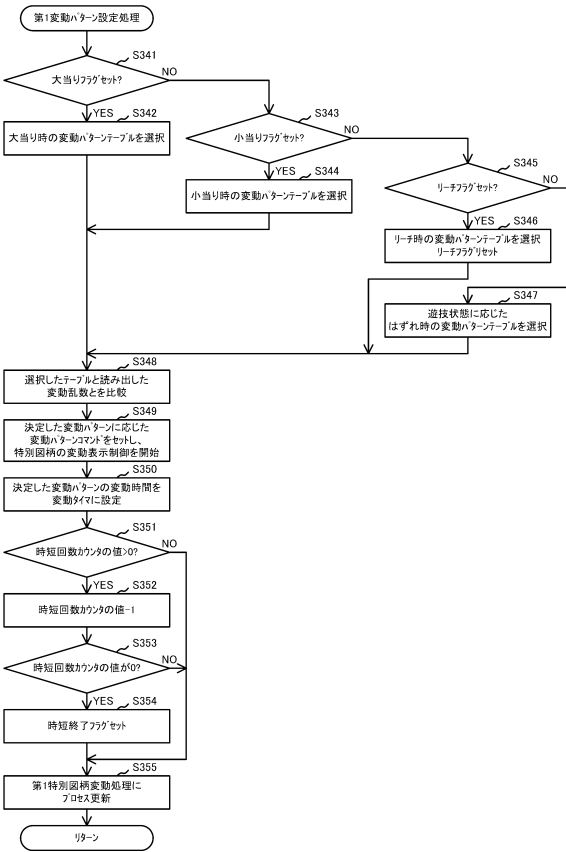 第1変動パターン設定処理
S341
大当りフラグセット?
NO
YES
S342
大当り時の変動パターンテーブルを選択
S343
小当りフラグセット?
NO
YES
S344
小当り時の変動パターンテーブルを選択
S345
リーチフラグセット?
NO
YES
S346
リーチ時の変動パターンテーブルを選択
リーチフラグリセット
S347
遊技状態に応じた
はずれ時の変動パターンテーブルを選択
S348
選択したテーブルと読み出した
変動乱数とを比較
S349
決定した変動パターンに応じた
変動パターンコマンドをセットし、
特別図柄の変動表示制御を開始
S350
決定した変動パターンの変動時間を
変動タイマに設定
S351
時短回数カウンタの値>0?
NO
YES
S352
時短回数カウンタの値-1
S353
時短回数カウンタの値が0?
NO
YES
S354
時短終了フラグセット
S355
第1特別図柄変動処理に
プロセス更新
リターン